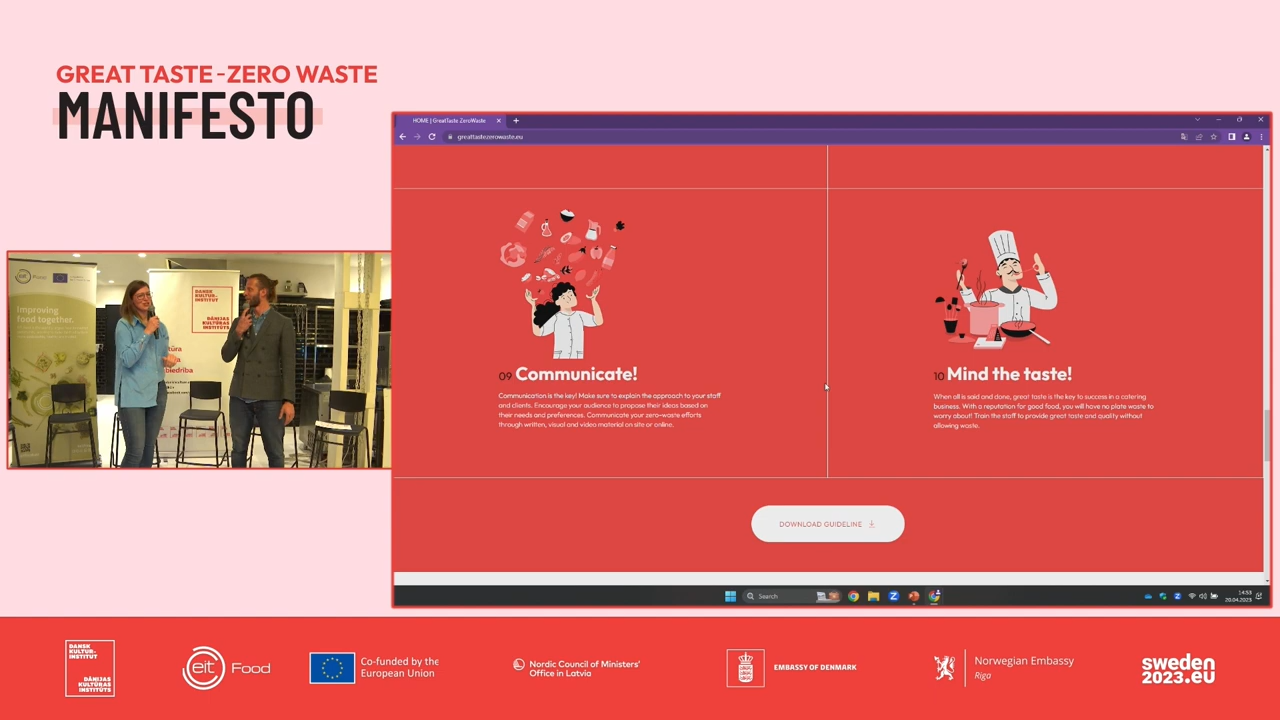 GREAT TASTE - ZERO WASTE
MANIFESTO
HOME | GreatTaste ZeroWaste
greattastezerowaste.eu
eit Food
Improving
food together.
DANSK
KULTUR-
INSTITUT
DĀNIJAS
KULTŪRAS
INSTITŪTS
09 Communicate!
Communication is the key! Make sure to explain the approach to your staff
and clients. Encourage your audience to propose their ideas based on
their needs and preferences. Communicate your zero-waste efforts
through written, visual and video material on site or online.
10 Mind the taste!
When all is said and done, great taste is the key to success in a catering
business. With a reputation for good food, you will have no plate waste to
worry about! Train the staff to provide great taste and quality without
allowing waste.
DOWNLOAD GUIDELINE
Search
14:53
20.04.2023
DANSK
KULTUR-
INSTITUT
DĀNIJAS
KULTŪRAS
INSTITŪTS
eit Food
Co-funded by the
European Union
Nordic Council of Ministers'
Office in Latvia
EMBASSY OF DENMARK
Norwegian Embassy
Riga
sweden
2023.eu